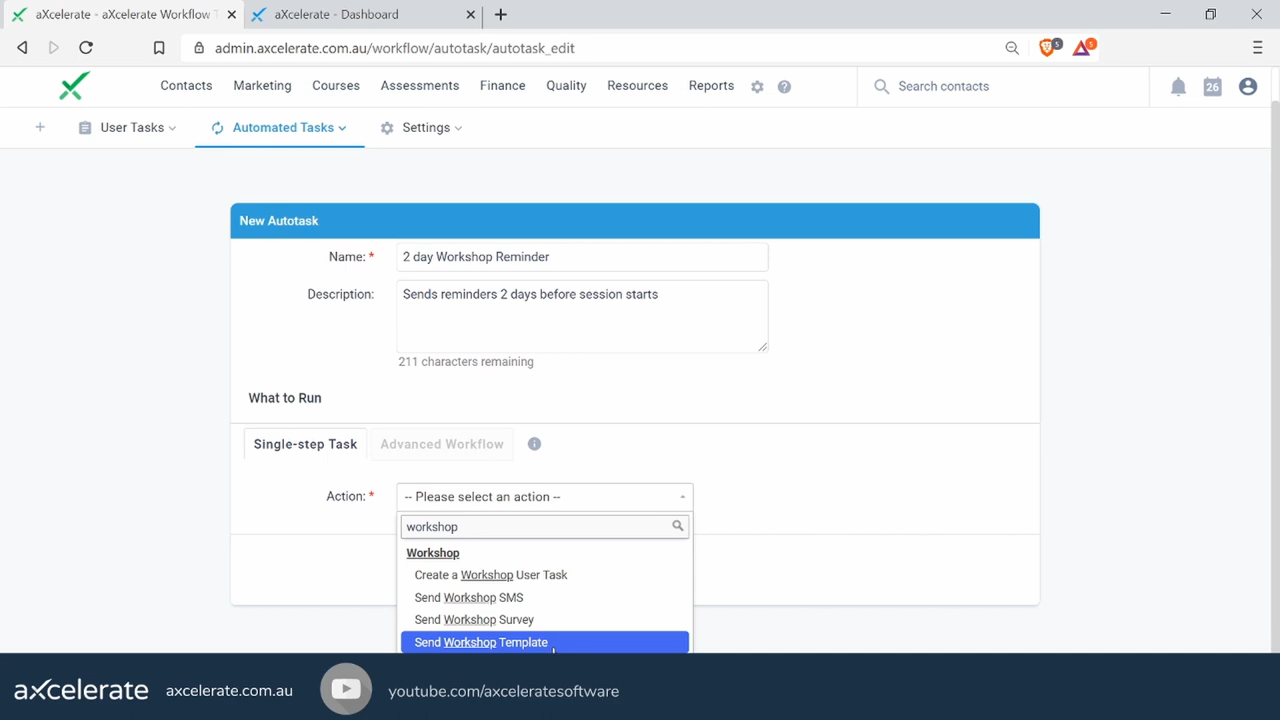 aXcelerate - aXcelerate Workflow T
aXcelerate - Dashboard
admin.axcelerate.com.au/workflow/autotask/autotask_edit
5
5
Contacts
Marketing
Courses
Assessments
Finance
Quality
Resources
Reports
Search contacts
26
User Tasks
Automated Tasks
Settings
New Autotask
Name: *
2 day Workshop Reminder
Description:
Sends reminders 2 days before session starts
211 characters remaining
What to Run
Single-step Task
Advanced Workflow
Action: *
-- Please select an action --
workshop
Workshop
Create a Workshop User Task
Send Workshop SMS
Send Workshop Survey
Send Workshop Template
axcelerate
axcelerate.com.au
youtube.com/axceleratesoftware